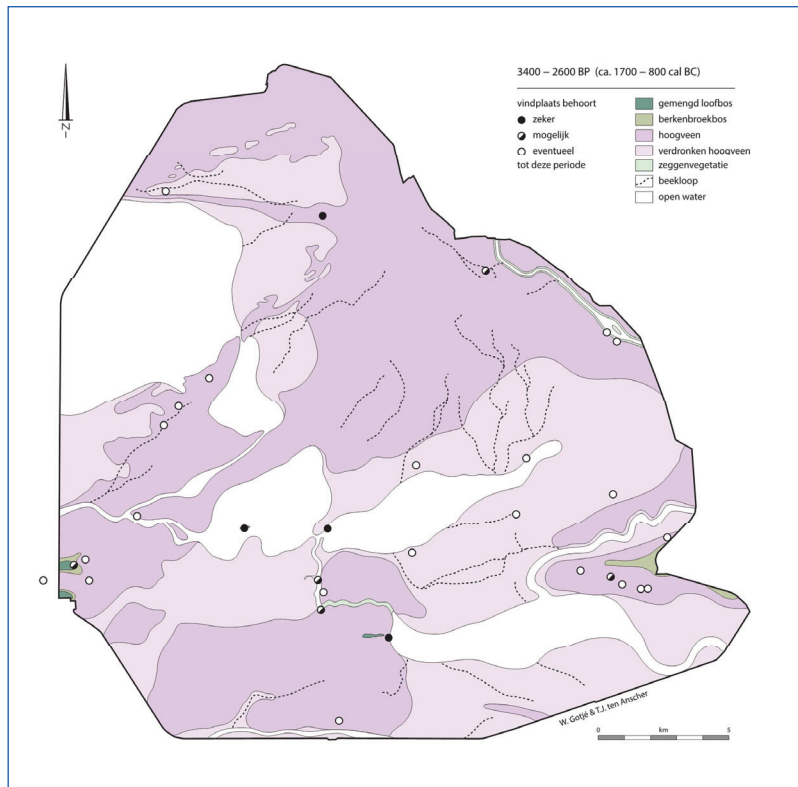 3400 – 2600 BP (ca. 1700 – 800 cal BC)
vindplaats behoort
zeker
mogelijk
eventueel
tot deze periode
gemengd loofbos
berkenbroekbos
hoogveen
verdronken hoogveen
zeggenvegetatie
beekloop
open water
N
W. Gotjé & T.J. ten Anscher
0 km 5